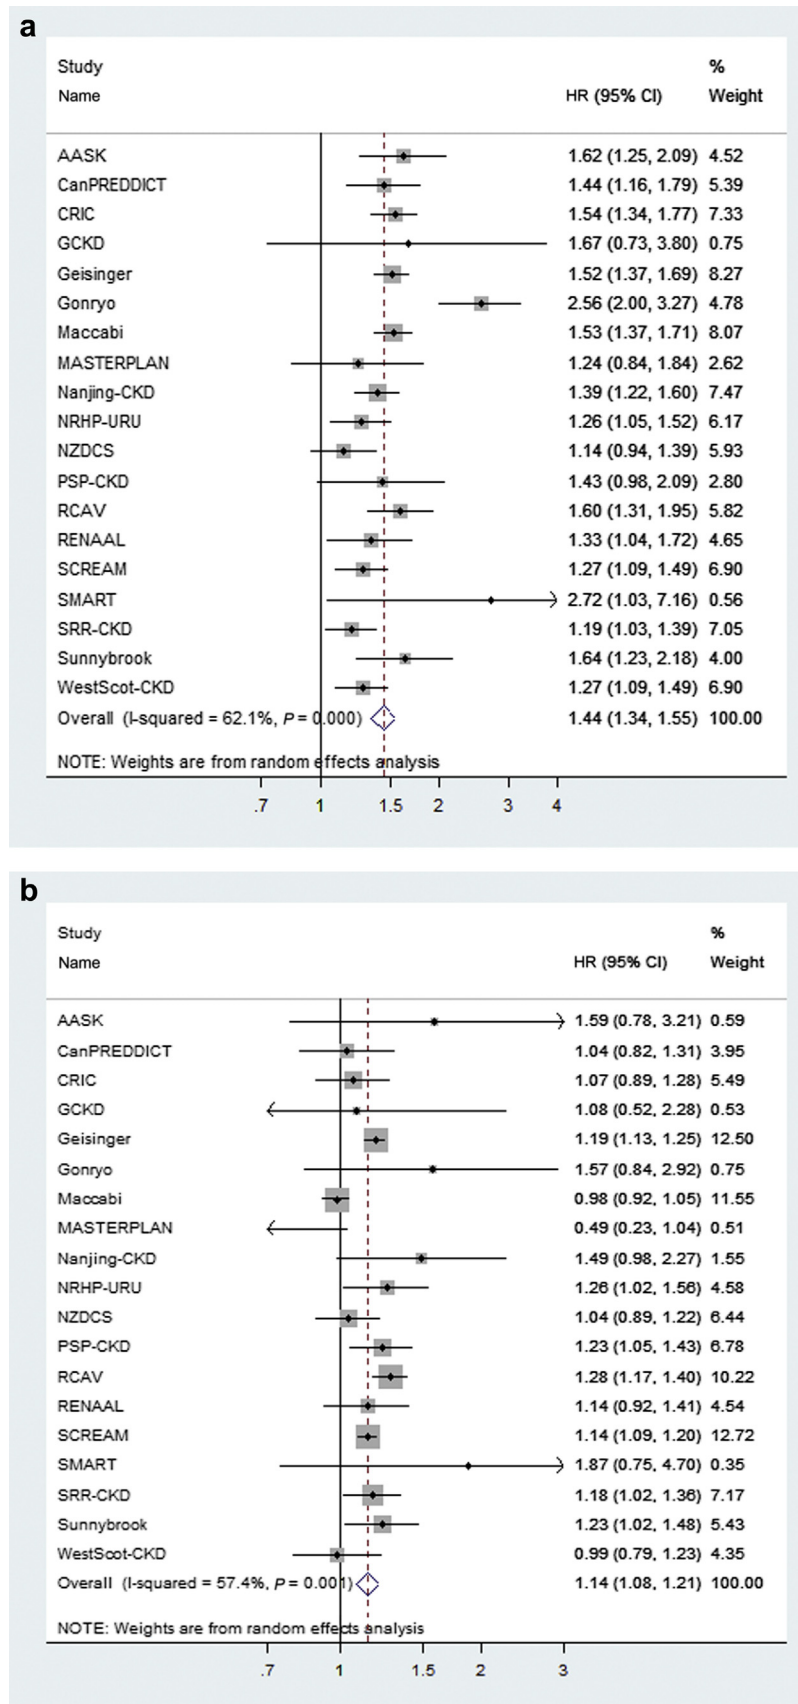 a
Study %
Name HR (95% CI) Weight
AASK 1.62 (1.25, 2.09) 4.52
CanPREDDICT 1.44 (1.16, 1.79) 5.39
CRIC 1.54 (1.34, 1.77) 7.33
GCKD 1.67 (0.73, 3.80) 0.75
Geisinger 1.52 (1.37, 1.69) 8.27
Gonryo 2.56 (2.00, 3.27) 4.78
Maccabi 1.53 (1.37, 1.71) 8.07
MASTERPLAN 1.24 (0.84, 1.84) 2.62
Nanjing-CKD 1.39 (1.22, 1.60) 7.47
NRHP-URU 1.26 (1.05, 1.52) 6.17
NZDCS 1.14 (0.94, 1.39) 5.93
PSP-CKD 1.43 (0.98, 2.09) 2.80
RCAV 1.60 (1.31, 1.95) 5.82
RENAAL 1.33 (1.04, 1.72) 4.65
SCREAM 1.27 (1.09, 1.49) 6.90
SMART 2.72 (1.03, 7.16) 0.56
SRR-CKD 1.19 (1.03, 1.39) 7.05
Sunnybrook 1.64 (1.23, 2.18) 4.00
WestScot-CKD 1.27 (1.09, 1.49) 6.90
Overall (I-squared = 62.1%, P = 0.000) 1.44 (1.34, 1.55) 100.00
NOTE: Weights are from random effects analysis
.7 1 1.5 2 3 4
b
Study %
Name HR (95% CI) Weight
AASK 1.59 (0.78, 3.21) 0.59
CanPREDDICT 1.04 (0.82, 1.31) 3.95
CRIC 1.07 (0.89, 1.28) 5.49
GCKD 1.08 (0.52, 2.28) 0.53
Geisinger 1.19 (1.13, 1.25) 12.50
Gonryo 1.57 (0.84, 2.92) 0.75
Maccabi 0.98 (0.92, 1.05) 11.55
MASTERPLAN 0.49 (0.23, 1.04) 0.51
Nanjing-CKD 1.49 (0.98, 2.27) 1.55
NRHP-URU 1.26 (1.02, 1.56) 4.58
NZDCS 1.04 (0.89, 1.22) 6.44
PSP-CKD 1.23 (1.05, 1.43) 6.78
RCAV 1.28 (1.17, 1.40) 10.22
RENAAL 1.14 (0.92, 1.41) 4.54
SCREAM 1.14 (1.09, 1.20) 12.72
SMART 1.87 (0.75, 4.70) 0.35
SRR-CKD 1.18 (1.02, 1.36) 7.17
Sunnybrook 1.23 (1.02, 1.48) 5.43
WestScot-CKD 0.99 (0.79, 1.23) 4.35
Overall (I-squared = 57.4%, P = 0.001) 1.14 (1.08, 1.21) 100.00
NOTE: Weights are from random effects analysis
.7 1 1.5 2 3